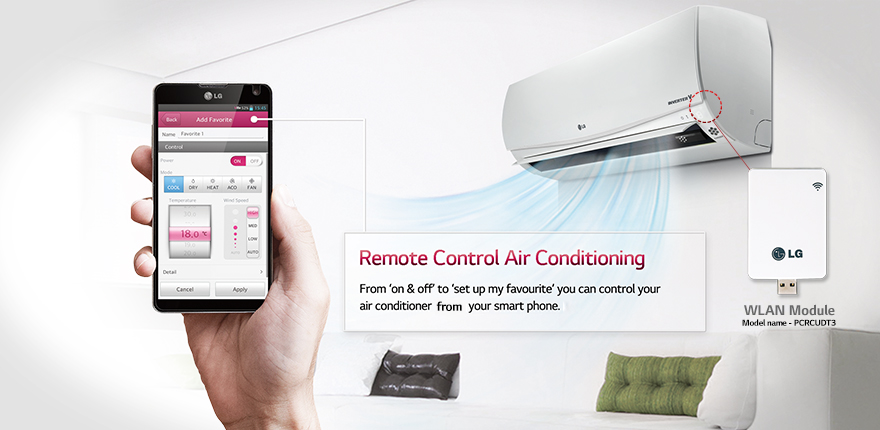 LG
52% 13:45
Back Add Favorite
Name Favorite 1
Control
Power ON OFF
Mode
COOL DRY HEAT ACO FAN
Temperature Wind Speed
18.0 °C
MED
LOW
AUTO
Detail >
Cancel Apply
INVERTER V
LG
LG
WLAN Module
Model name - PCRCUDT3
Remote Control Air Conditioning
From ‘on & off’ to ‘set up my favourite’ you can control your
air conditioner from your smart phone.